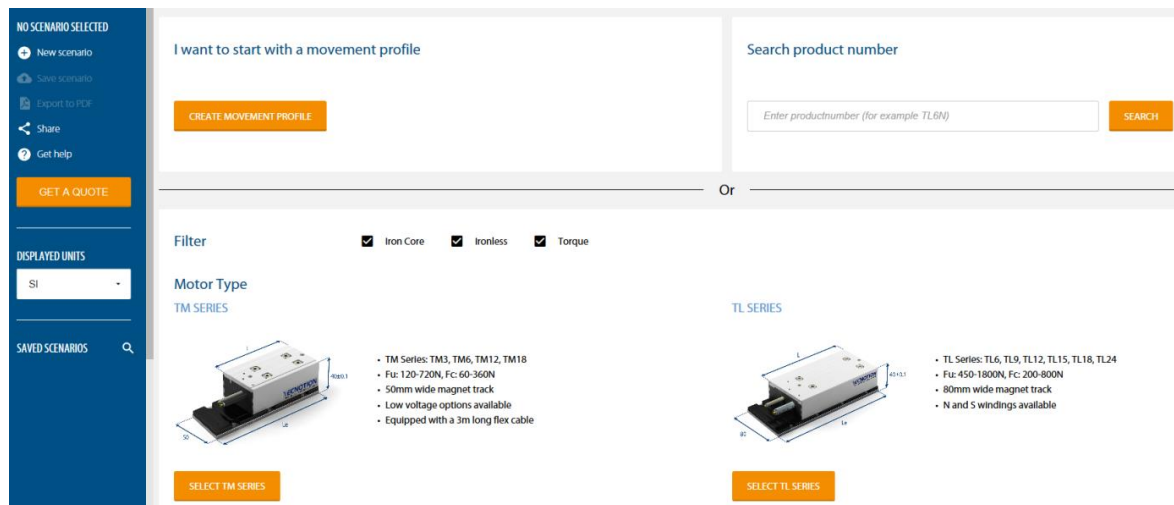 NO SCENARIO SELECTED
New scenario
Save scenario
Export to PDF
Share
Get help
GET A QUOTE
DISPLAYED UNITS
SI
SAVED SCENARIOS
I want to start with a movement profile
CREATE MOVEMENT PROFILE
Search product number
Enter productnumber (for example TL6N)
SEARCH
Or
Filter
Iron Core
Ironless
Torque
Motor Type
TM SERIES
TECNOTION
50
• TM Series: TM3, TM6, TM12, TM18
• Fu: 120-720N, Fc: 60-360N
• 50mm wide magnet track
• Low voltage options available
• Equipped with a 3m long flex cable
SELECT TM SERIES
TL SERIES
L
TECNOTION
80
• TL Series: TL6, TL9, TL12, TL15, TL18, TL24
• Fu: 450-1800N, Fc: 200-800N
• 80mm wide magnet track
• N and S windings available
SELECT TL SERIES